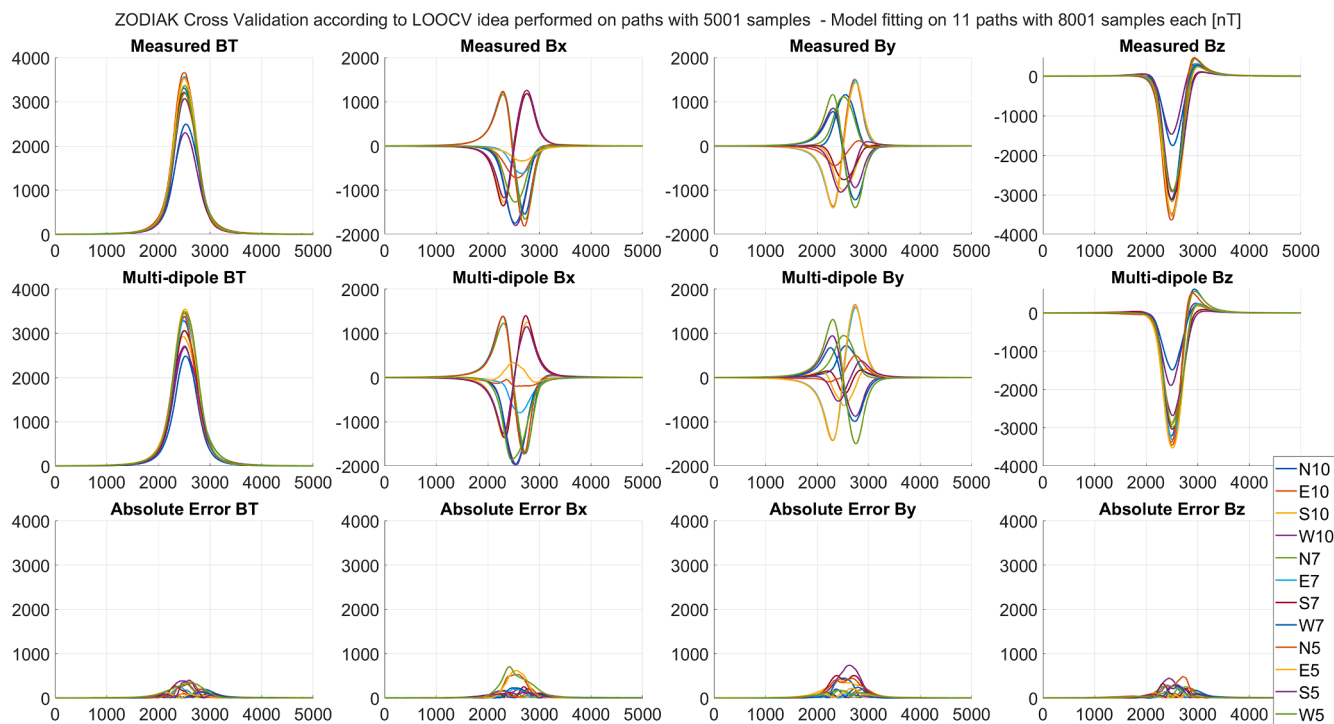 ZODIAK Cross Validation according to LOOCV idea performed on paths with 5001 samples  - Model fitting on 11 paths with 8001 samples each [nT]
Measured BT
4000
3000
2000
1000
0
0 1000 2000 3000 4000 5000
Measured Bx
2000
1000
0
-1000
-2000
0 1000 2000 3000 4000 5000
Measured By
2000
1000
0
-1000
-2000
0 1000 2000 3000 4000 5000
Measured Bz
0
-1000
-2000
-3000
-4000
0 1000 2000 3000 4000 5000
Multi-dipole BT
4000
3000
2000
1000
0
0 1000 2000 3000 4000 5000
Multi-dipole Bx
2000
1000
0
-1000
-2000
0 1000 2000 3000 4000 5000
Multi-dipole By
2000
1000
0
-1000
-2000
0 1000 2000 3000 4000 5000
Multi-dipole Bz
0
-1000
-2000
-3000
-4000
0 1000 2000 3000 4000
Absolute Error BT
4000
3000
2000
1000
0
0 1000 2000 3000 4000 5000
Absolute Error Bx
4000
3000
2000
1000
0
0 1000 2000 3000 4000 5000
Absolute Error By
4000
3000
2000
1000
0
0 1000 2000 3000 4000 5000
Absolute Error Bz
4000
3000
2000
1000
0
0 1000 2000 3000 4000
N10
E10
S10
W10
N7
E7
S7
W7
N5
E5
S5
W5